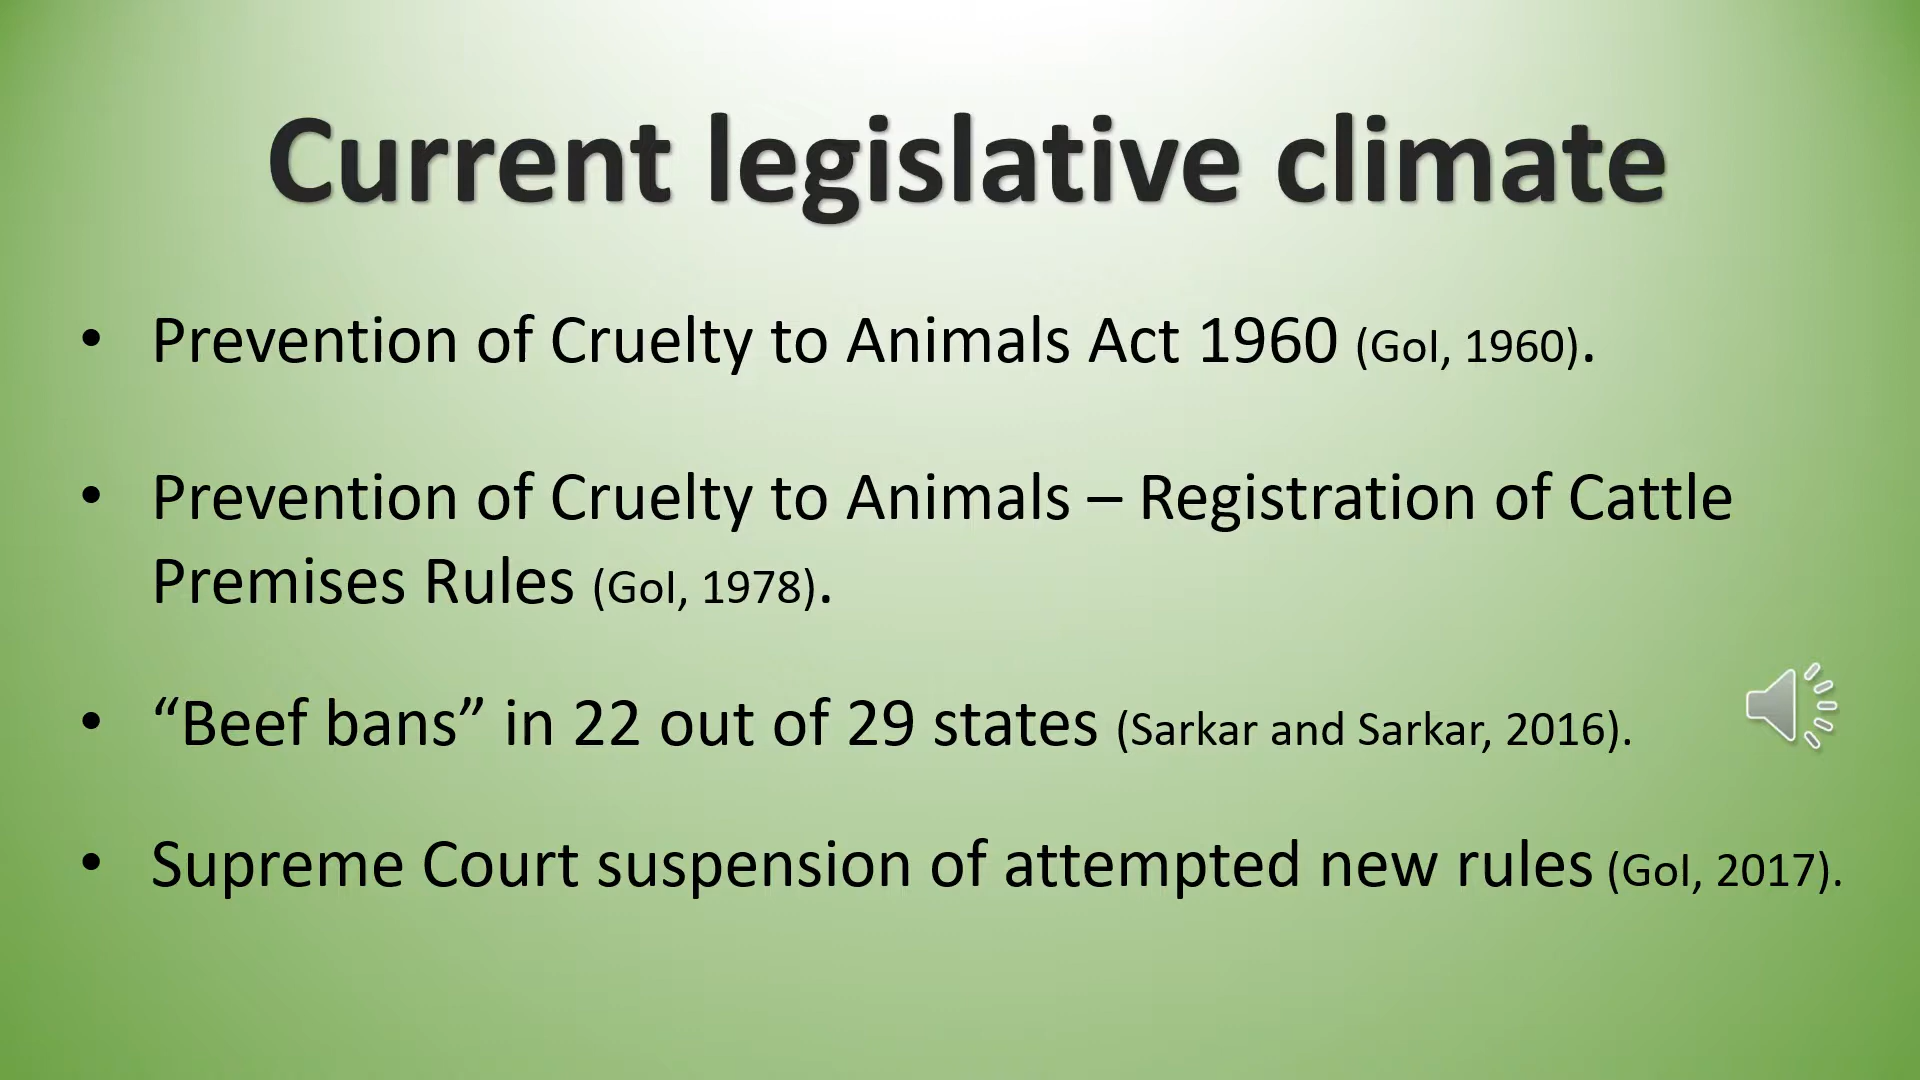 Current legislative climate
• Prevention of Cruelty to Animals Act 1960 (GoI, 1960).
• Prevention of Cruelty to Animals – Registration of Cattle
Premises Rules (GoI, 1978).
• “Beef bans” in 22 out of 29 states (Sarkar and Sarkar, 2016).
• Supreme Court suspension of attempted new rules (GoI, 2017).